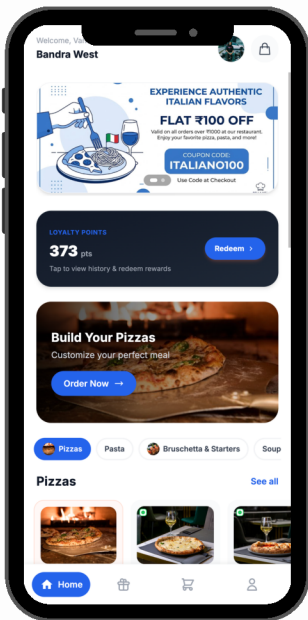 Welcome,
Bandra West
EXPERIENCE AUTHENTIC
ITALIAN FLAVORS
FLAT ₹100 OFF
Valid on all orders over ₹1000 at our restaurant.
Enjoy your favorite pizza, pasta, and more!
COUPON CODE:
ITALIANO100
Use Code at Checkout
LOYALTY POINTS
373 pts
Redeem >
Tap to view history & redeem rewards
Build Your Pizzas
Customize your perfect meal
Order Now →
Pizzas
Pasta
Bruschetta & Starters
Soup
Pizzas
See all
Home